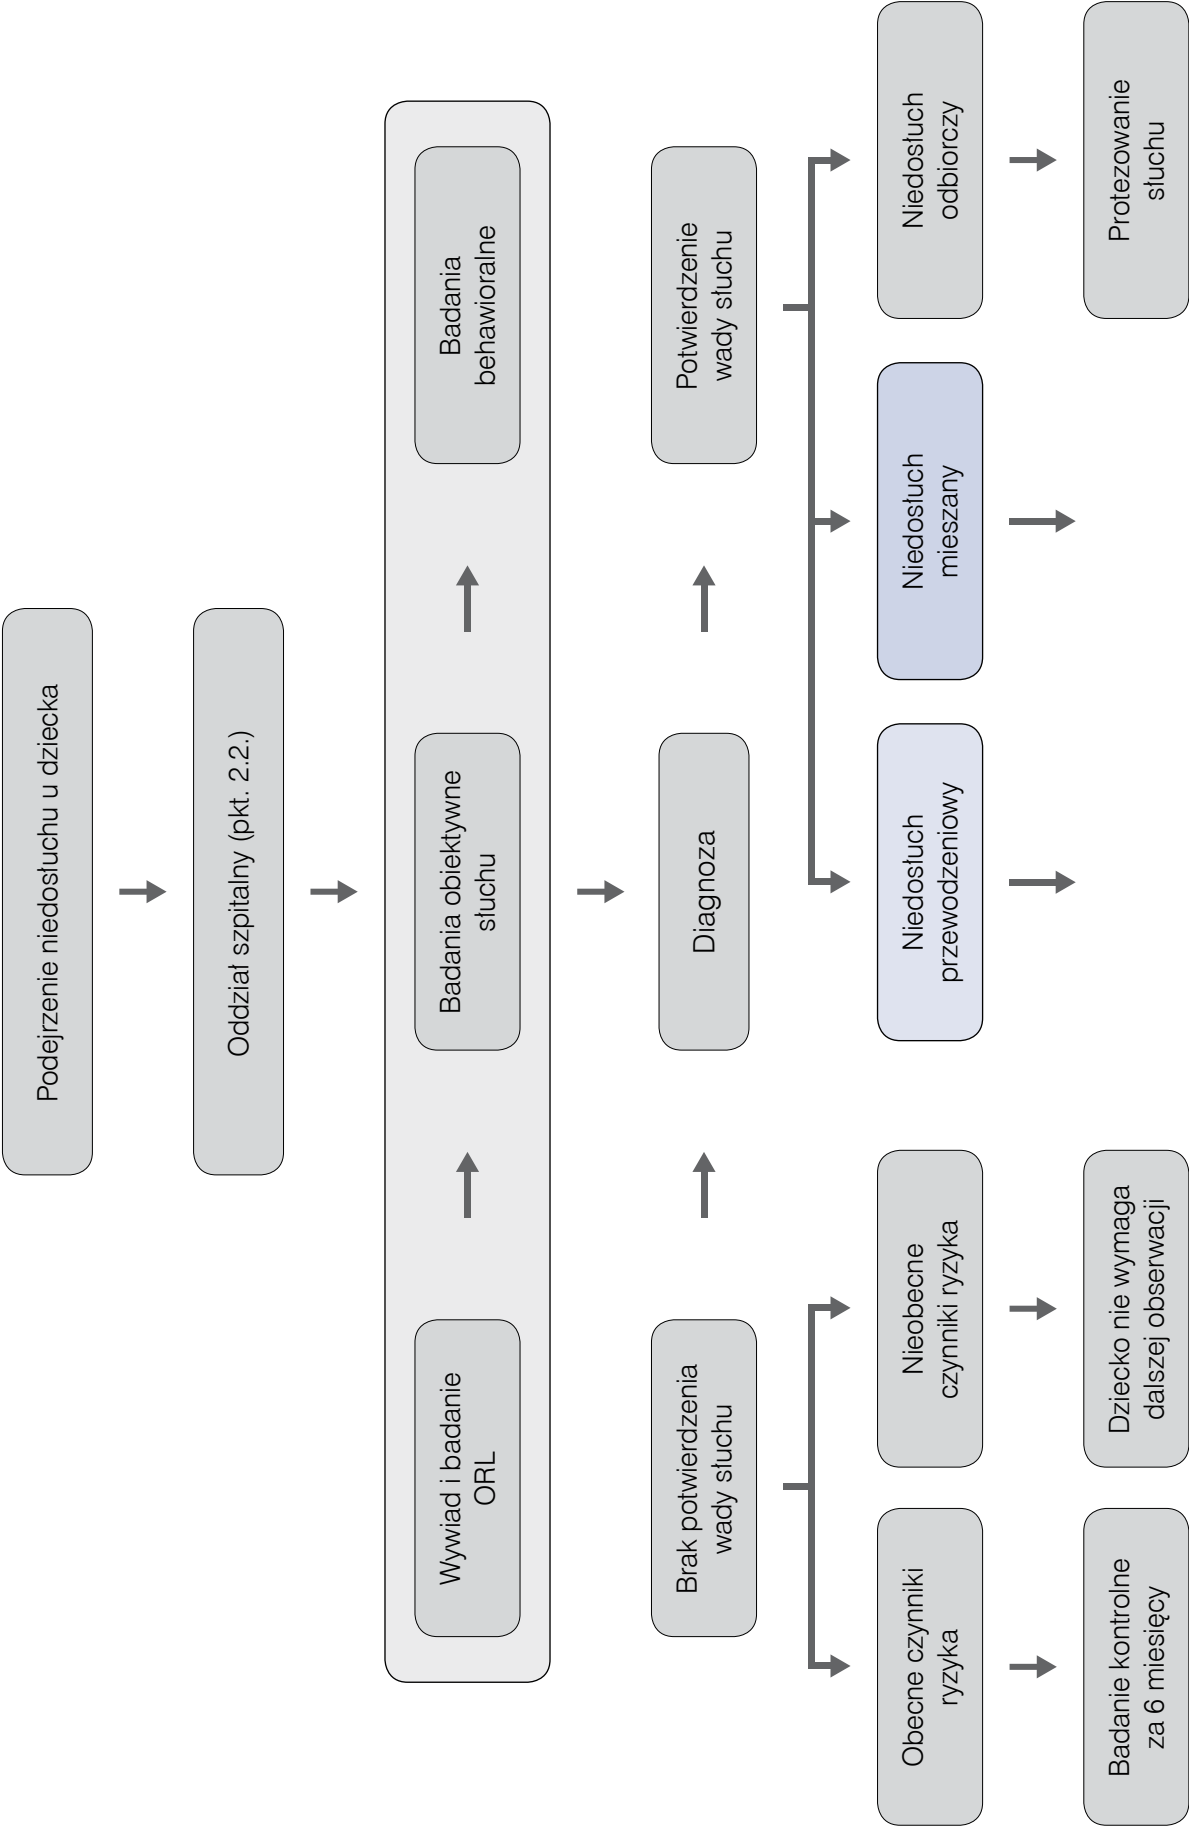 Podejrzenie niedosłuchu u dziecka
Oddział szpitalny (pkt. 2.2.)
Wywiad i badanie
ORL
Badania obiektywne
słuchu
Badania
behawioralne
Brak potwierdzenia
wady słuchu
Diagnoza
Potwierdzenie
wady słuchu
Obecne czynniki
ryzyka
Nieobecne
czynniki ryzyka
Niedosłuch
przewodzeniowy
Niedosłuch
mieszany
Niedosłuch
odbiorczy
Badanie kontrolne
za 6 miesięcy
Dziecko nie wymaga
dalszej obserwacji
Protezowanie
słuchu